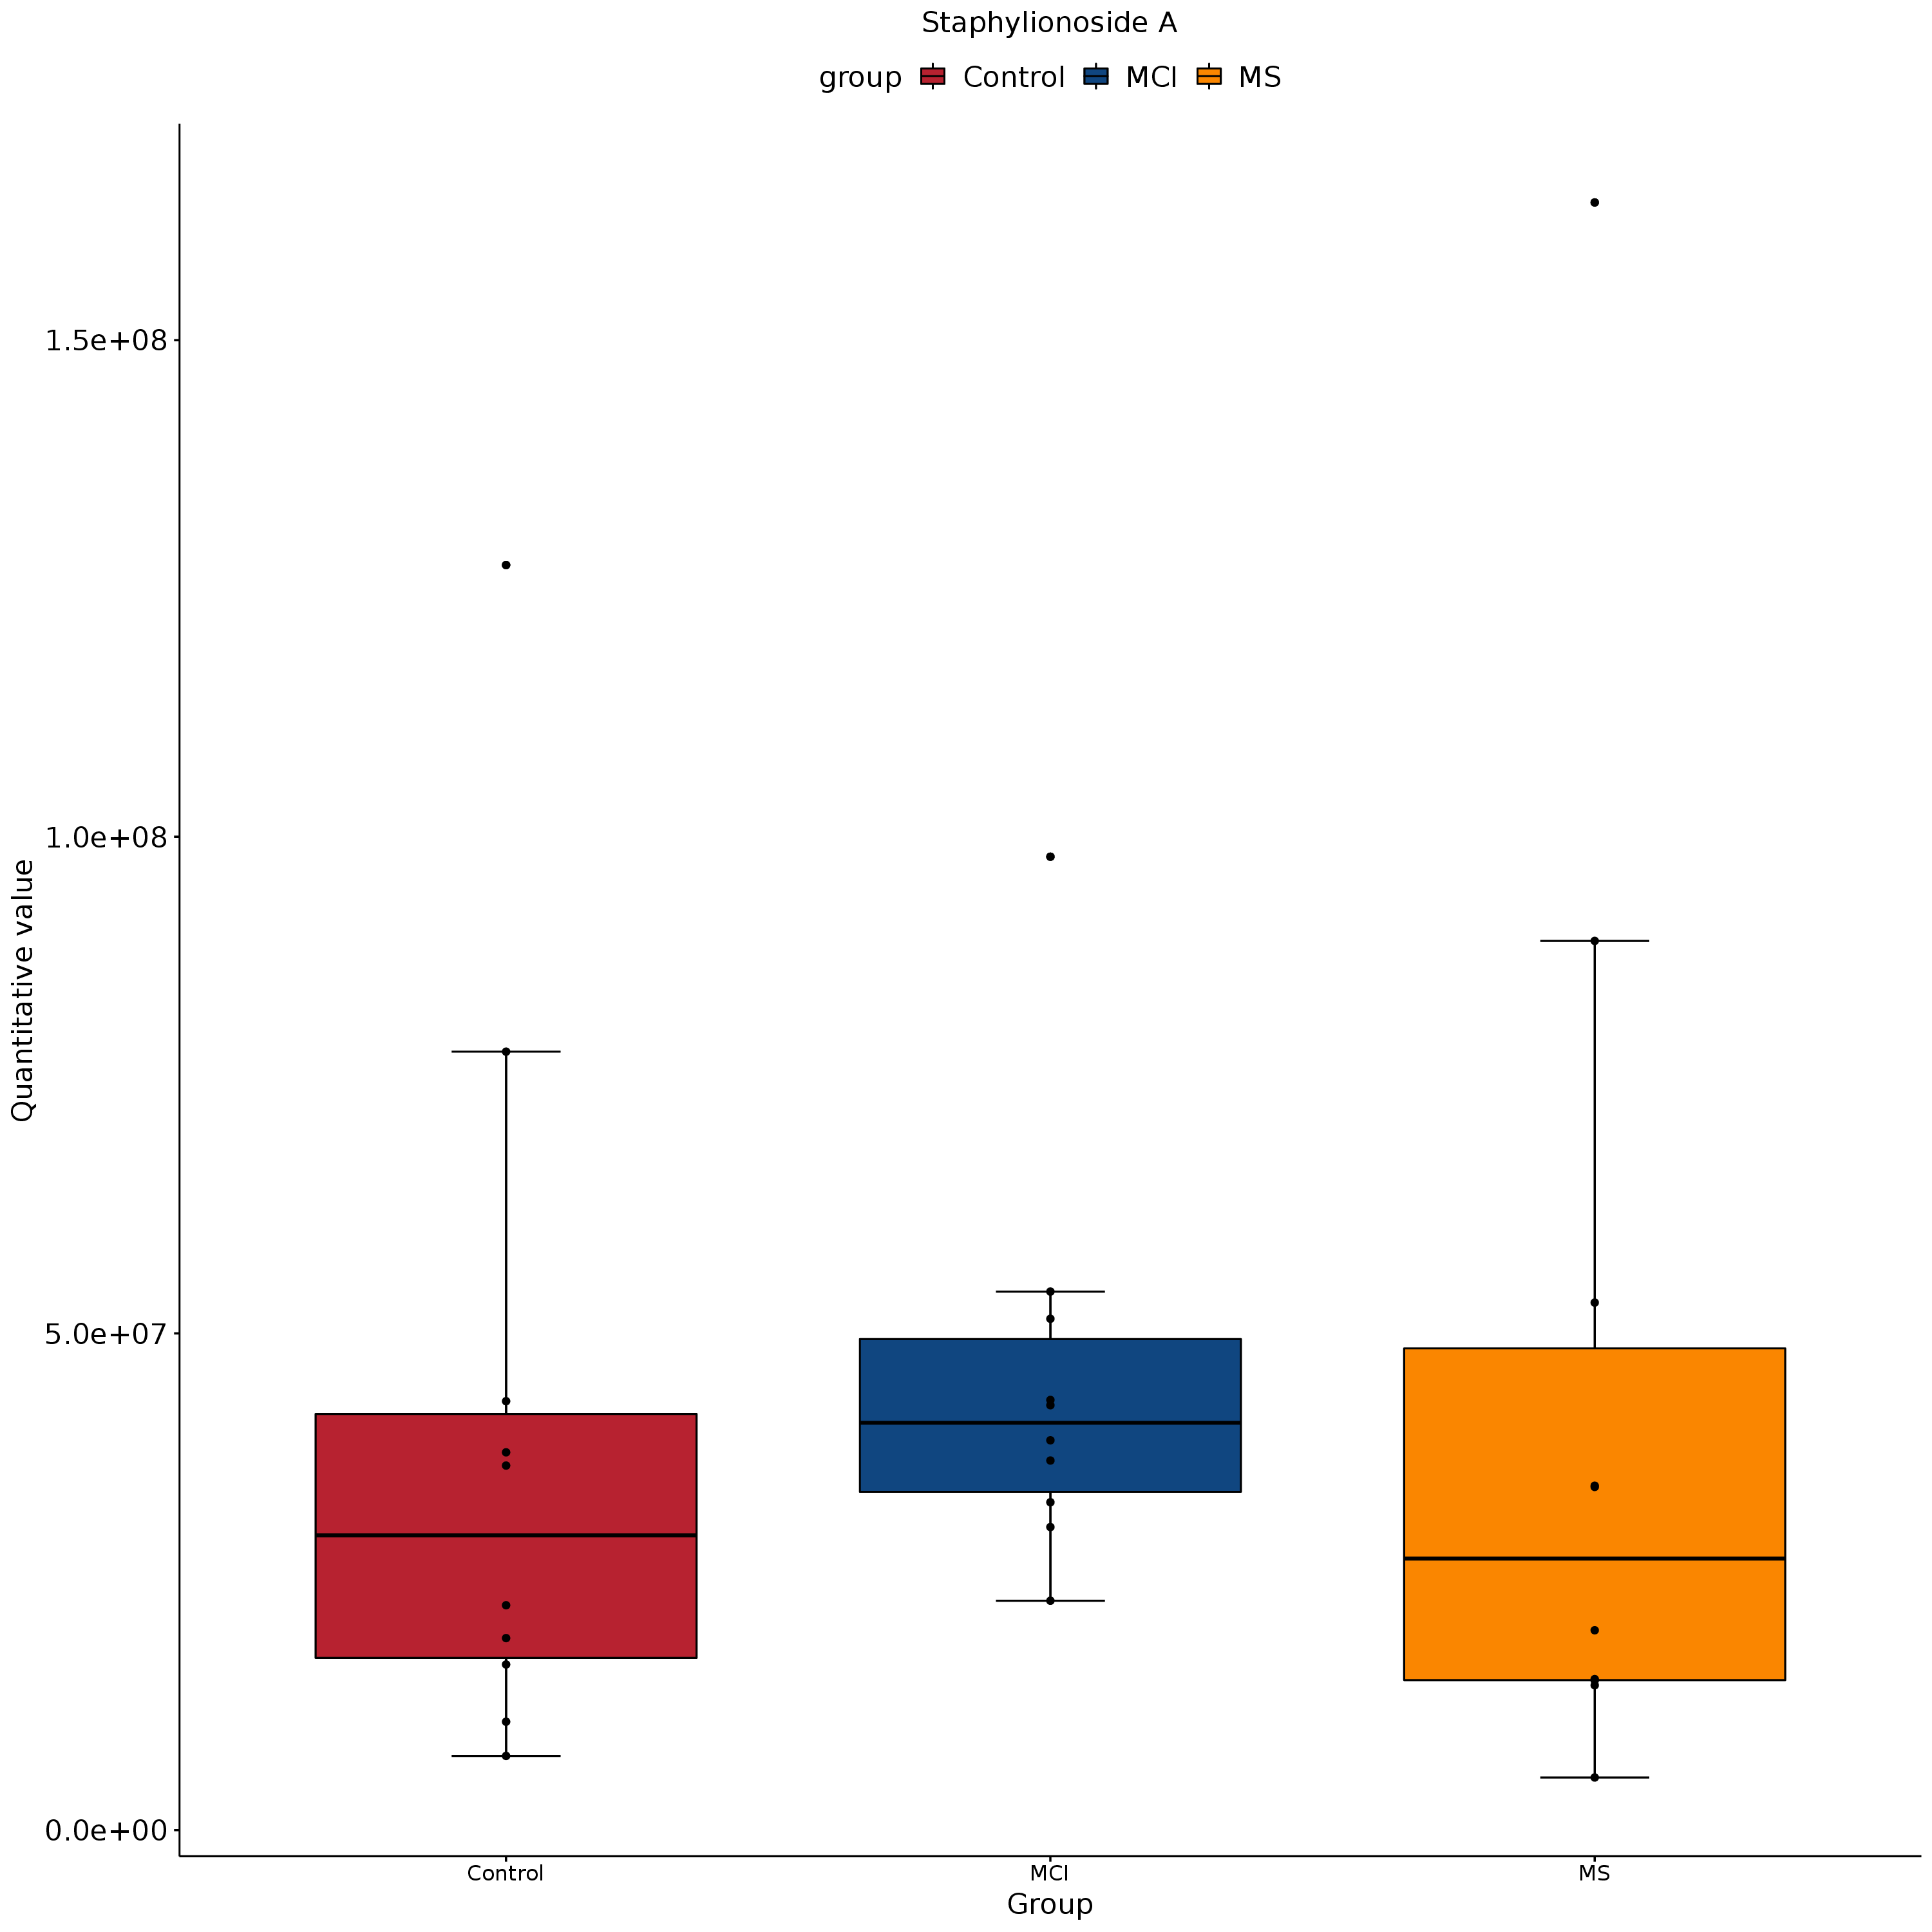 Staphylionoside A
group Control MCI MS
Quantitative value
1.5e+08
1.0e+08
5.0e+07
0.0e+00
Control MCI MS
Group